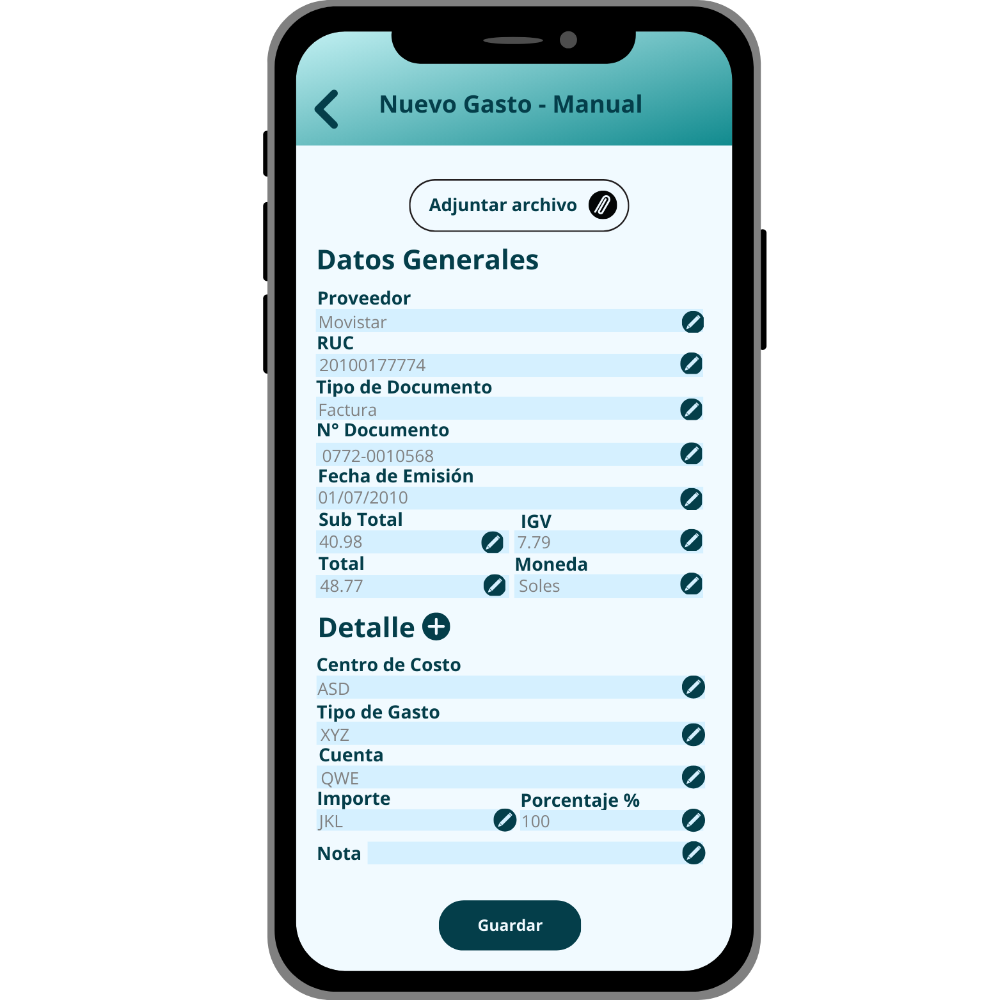 Nuevo Gasto - Manual
Adjuntar archivo
Datos Generales
Proveedor
Movistar
RUC
20100177774
Tipo de Documento
Factura
N° Documento
0772-0010568
Fecha de Emisión
01/07/2010
Sub Total IGV
40.98 7.79
Total Moneda
48.77 Soles
Detalle
Centro de Costo
ASD
Tipo de Gasto
XYZ
Cuenta
QWE
Importe Porcentaje %
JKL 100
Nota
Guardar